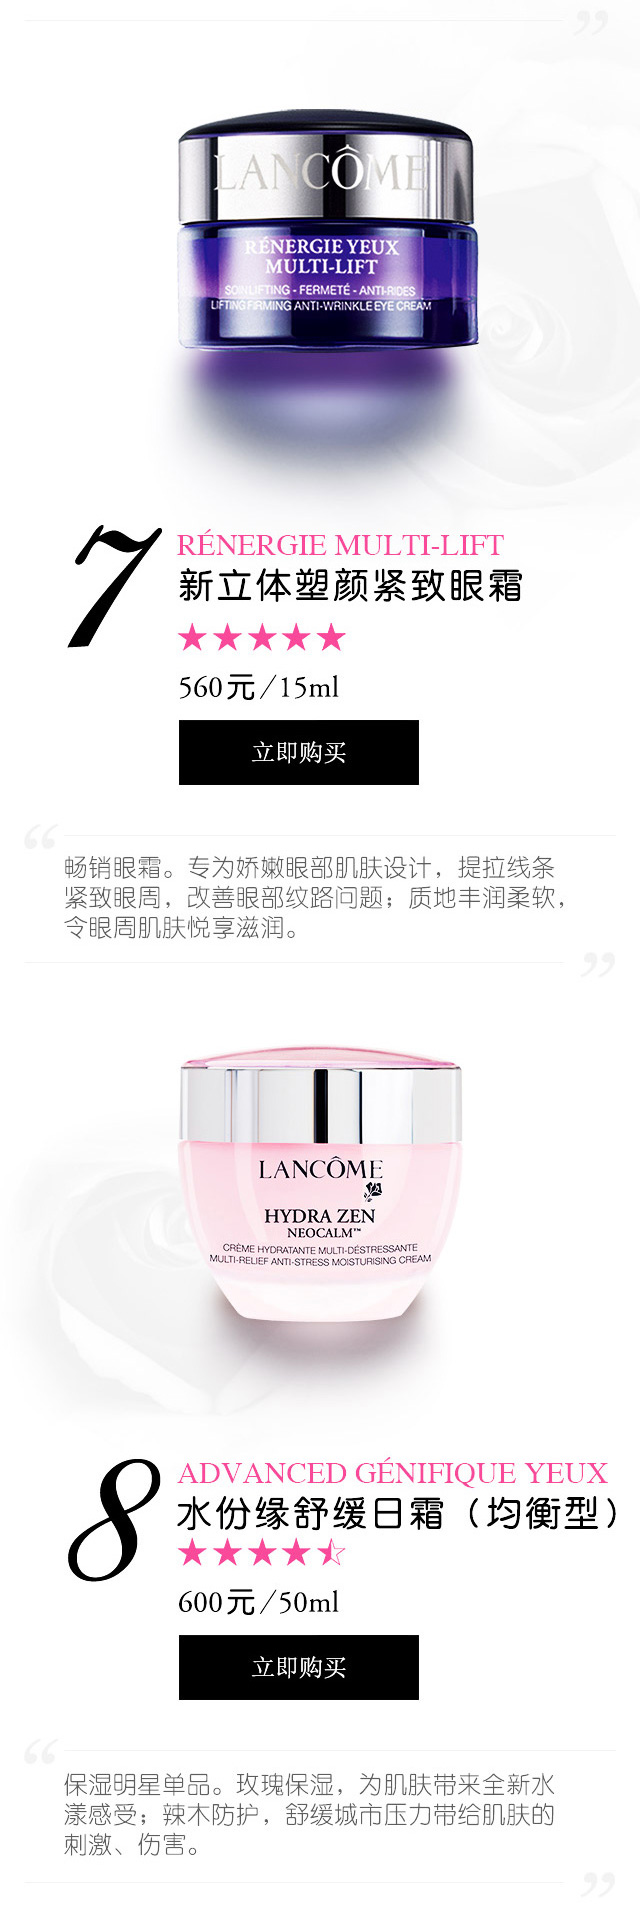 ”
LANCÔME
RÉNERGIE YEUX
MULTI-LIFT
SOIN LIFTING - FERMETÉ - ANTI-RIDES
LIFTING FIRMING ANTI-WRINKLE EYE CREAM
7
RÉNERGIE MULTI-LIFT
新立体塑颜紧致眼霜
★★★★★
560元/15ml
立即购买
“
畅销眼霜。专为娇嫩眼部肌肤设计，提拉线条
紧致眼周，改善眼部纹路问题；质地丰润柔软，
令眼周肌肤悦享滋润。
”
LANCÔME
HYDRA ZEN
NEOCALM™
CRÈME HYDRATANTE MULTI-DÉSTRESSANTE
MULTI-RELIEF ANTI-STRESS MOISTURISING CREAM
8
ADVANCED GÉNIFIQUE YEUX
水份缘舒缓日霜（均衡型）
600元/50ml
立即购买
“
保湿明星单品。玫瑰保湿，为肌肤带来全新水
漾感受；辣木防护，舒缓城市压力带给肌肤的
刺激、伤害。
”